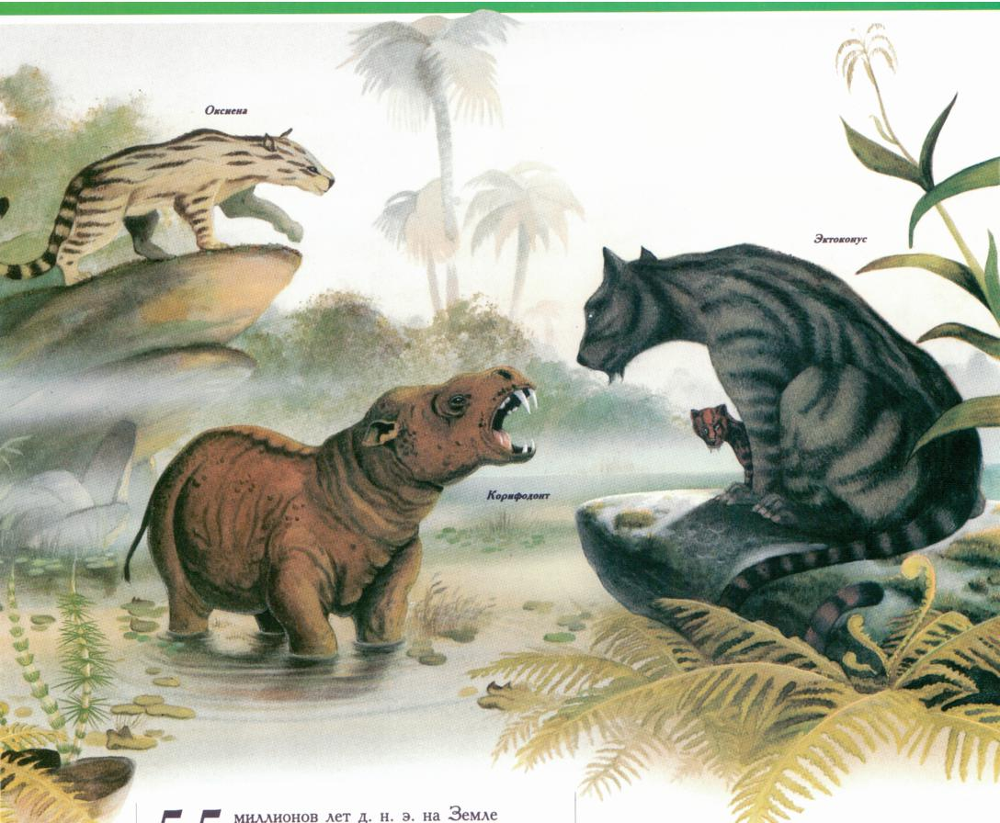 Оксиена
Эктоконус
Корифодонт
55 миллионов лет д. н. э. на Земле